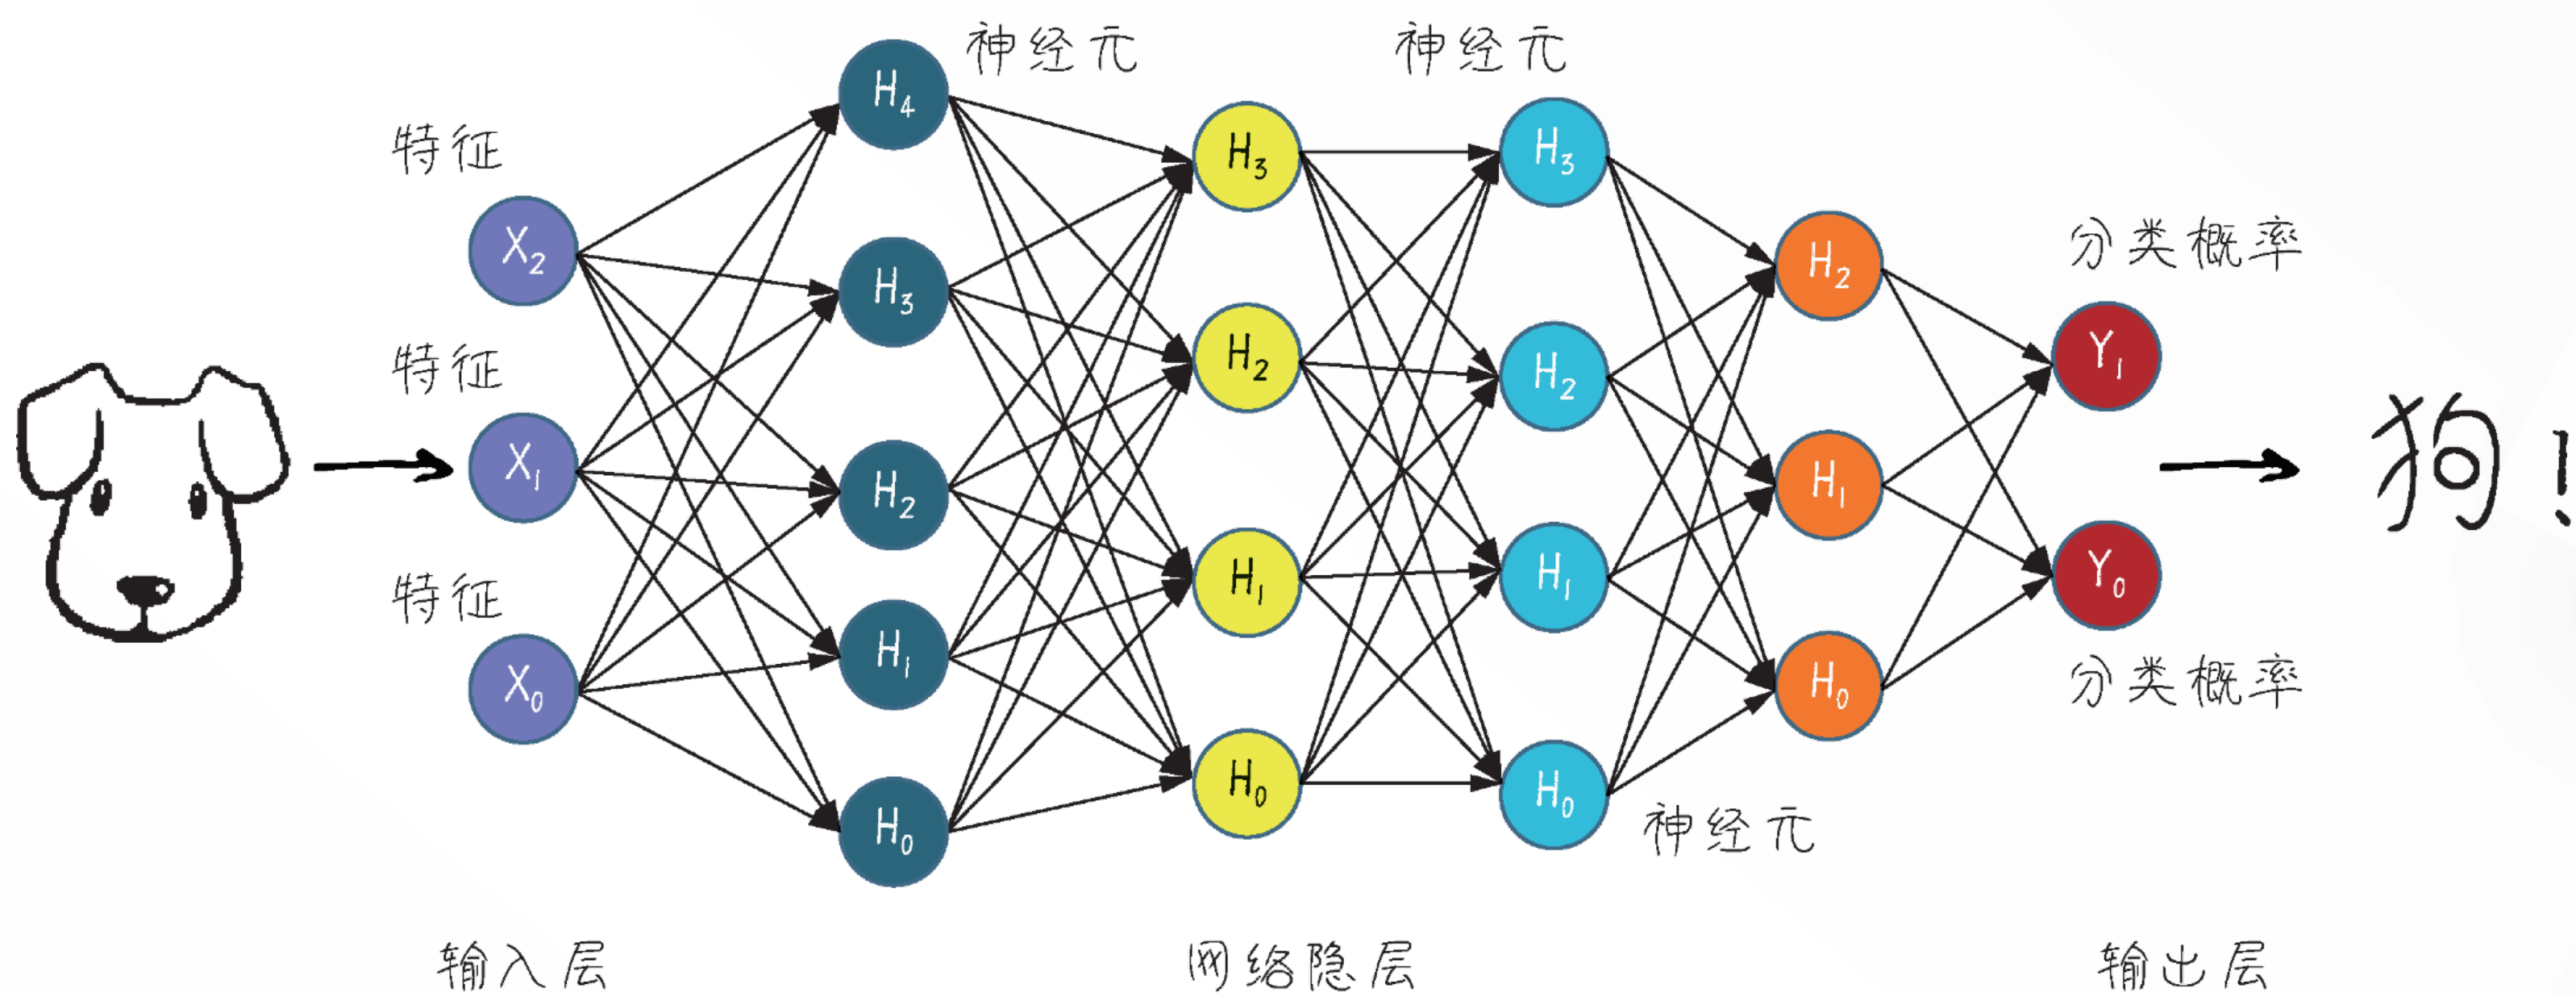 神经元
神经元
特征
特征
特征
X₂
X₁
X₀
H₄
H₃
H₂
H₁
H₀
H₃
H₂
H₁
H₀
H₃
H₂
H₁
H₀
神经元
H₂
H₁
H₀
分类概率
Y₁
Y₀
分类概率
狗!
输入层
网络隐层
输出层